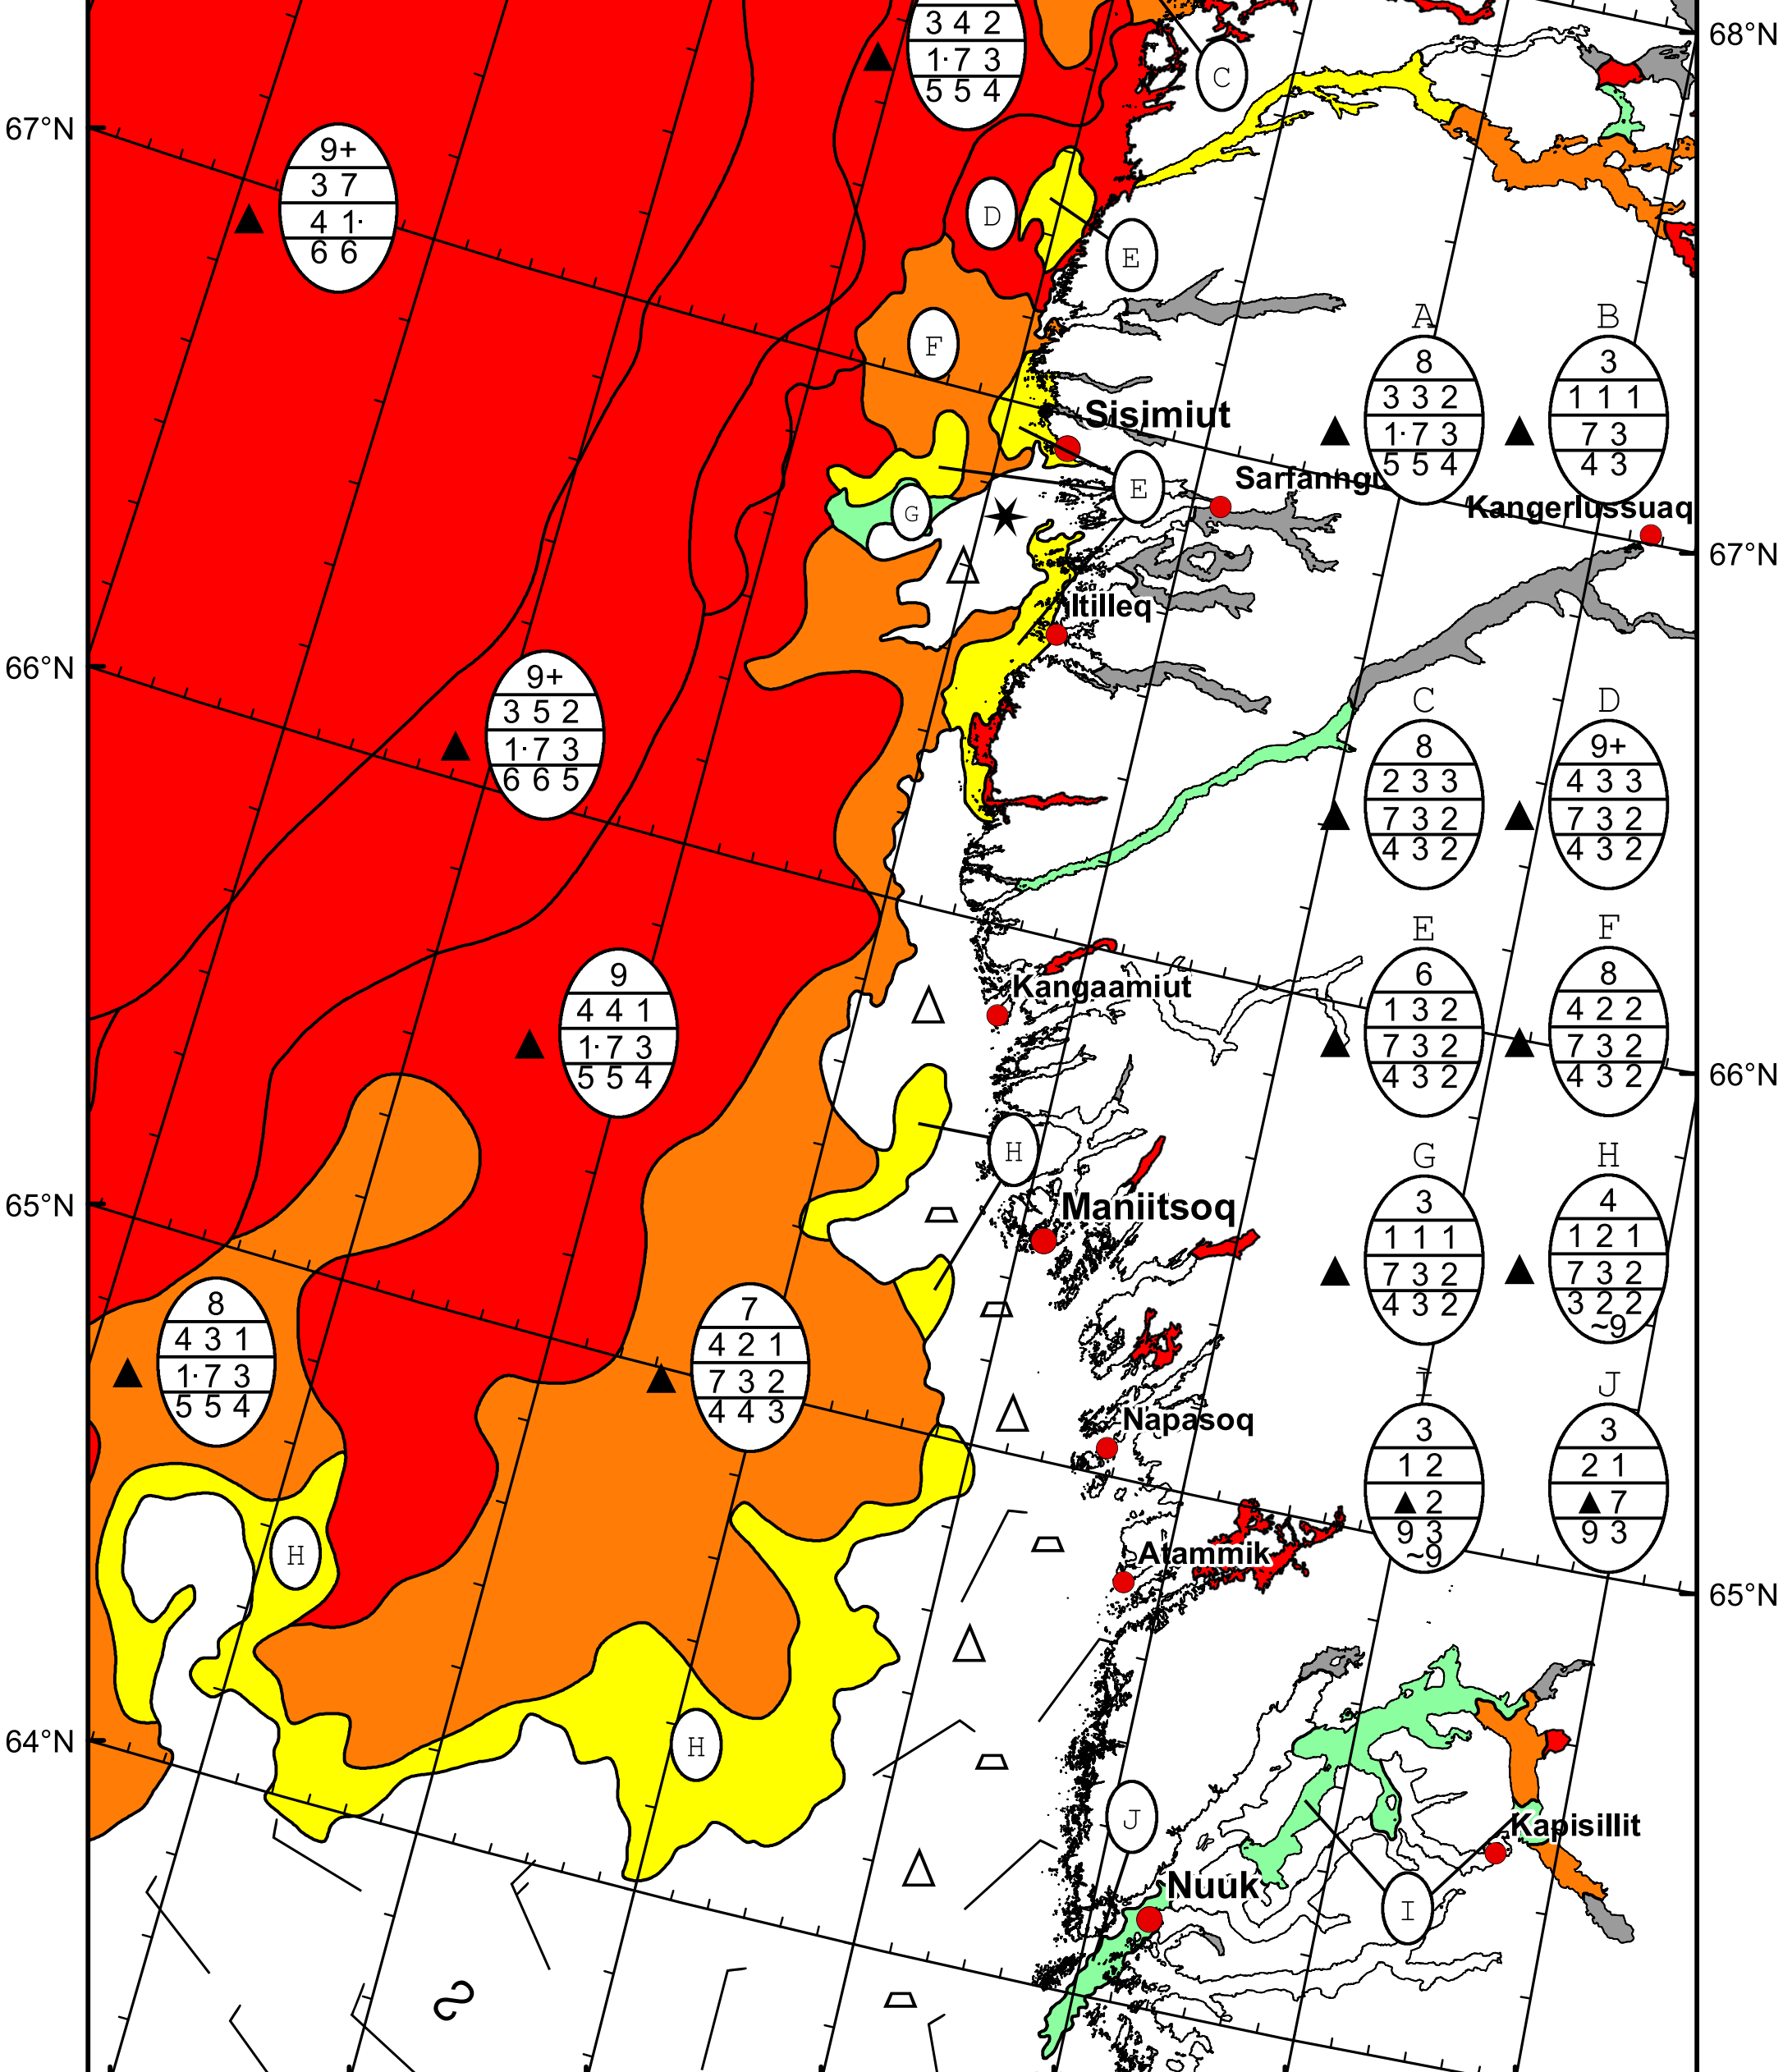 3 4 2
1· 7 3
5 5 4
68°N
C
67°N
9+
3 7
4 1·
6 6
D
E
F
A
8
3 3 2
1· 7 3
5 5 4
B
3
1 1 1
7 3
4 3
Sisimiut
E
Sarfanngu
Kangerlussuaq
G
67°N
Itilleq
66°N
9+
3 5 2
1· 7 3
6 6 5
C
8
2 3 3
7 3 2
4 3 2
D
9+
4 3 3
7 3 2
4 3 2
9
4 4 1
1· 7 3
5 5 4
Kangaamiut
E
6
1 3 2
7 3 2
4 3 2
F
8
4 2 2
7 3 2
4 3 2
66°N
H
65°N
Maniitsoq
G
3
1 1 1
7 3 2
4 3 2
H
4
1 2 1
7 3 2
3 2 2
~9
8
4 3 1
1· 7 3
5 5 4
7
4 2 1
7 3 2
4 4 3
Napasoq
I
3
1 2
▲ 2
9 3
~9
J
3
2 1
▲ 7
9 3
H
Atammik
65°N
64°N
H
J
Kapisillit
Nuuk
I